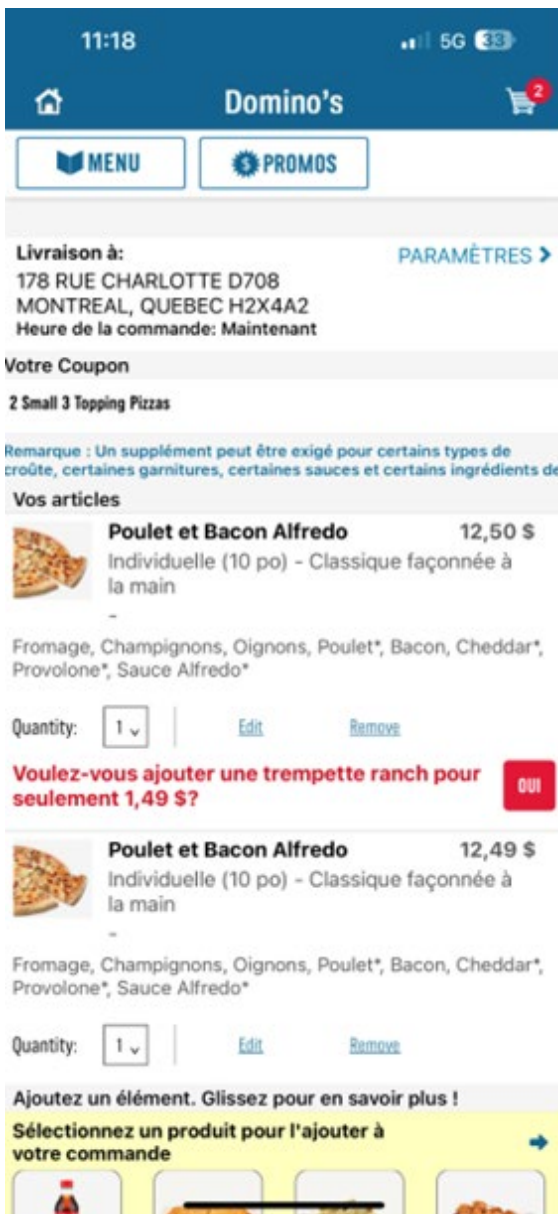 11:18
5G 33
Domino's
2
MENU
PROMOS
Livraison à:
PARAMÈTRES
178 RUE CHARLOTTE D708
MONTREAL, QUEBEC H2X4A2
Heure de la commande: Maintenant
Votre Coupon
2 Small 3 Topping Pizzas
Remarque : Un supplément peut être exigé pour certains types de
croûte, certaines garnitures, certaines sauces et certains ingrédients de
Vos articles
Poulet et Bacon Alfredo 12,50 $
Individuelle (10 po) - Classique façonnée à
la main
-
Fromage, Champignons, Oignons, Poulet*, Bacon, Cheddar*,
Provolone*, Sauce Alfredo*
Quantity: 1 Edit Remove
Voulez-vous ajouter une trempette ranch pour
seulement 1,49 $?
OUI
Poulet et Bacon Alfredo 12,49 $
Individuelle (10 po) - Classique façonnée à
la main
-
Fromage, Champignons, Oignons, Poulet*, Bacon, Cheddar*,
Provolone*, Sauce Alfredo*
Quantity: 1 Edit Remove
Ajoutez un élément. Glissez pour en savoir plus !
Sélectionnez un produit pour l'ajouter à
votre commande